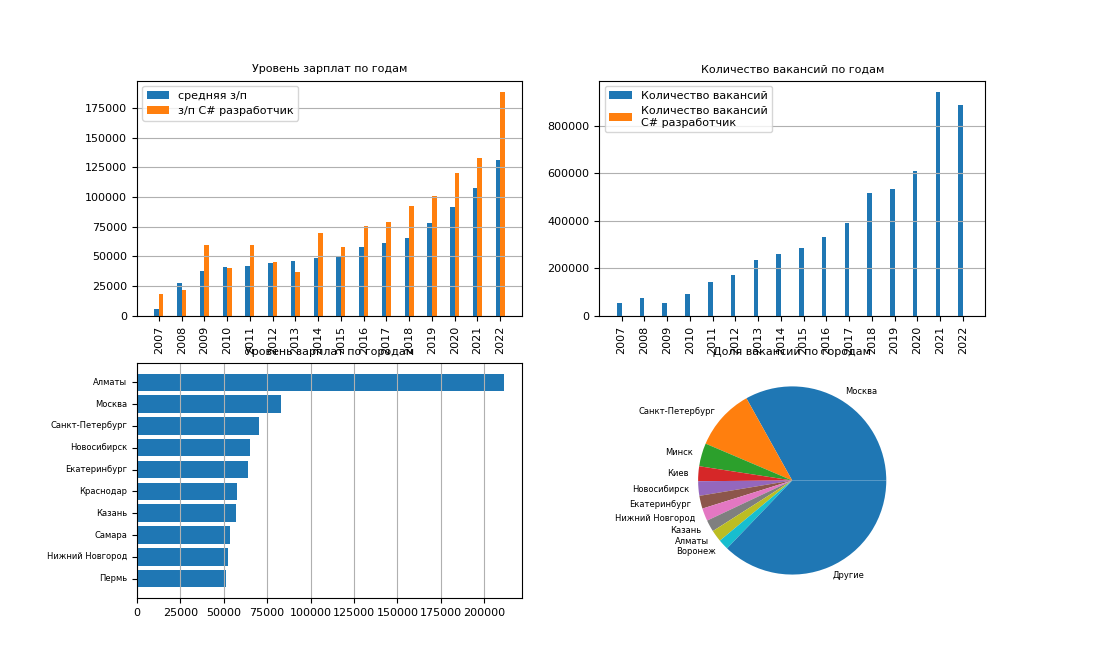 Уровень зарплат по годам
средняя з/п
з/п C# разработчик
175000
150000
125000
100000
75000
50000
25000
0
2007 2008 2009 2010 2011 2012 2013 2014 2015 2016 2017 2018 2019 2020 2021 2022
Количество вакансий по годам
Количество вакансий
Количество вакансий
C# разработчик
800000
600000
400000
200000
0
2007 2008 2009 2010 2011 2012 2013 2014 2015 2016 2017 2018 2019 2020 2021 2022
Уровень зарплат по городам
Алматы
Москва
Санкт-Петербург
Новосибирск
Екатеринбург
Краснодар
Казань
Самара
Нижний Новгород
Пермь
0 25000 50000 75000 100000 125000 150000 175000 200000
Доля вакансий по городам
Москва
Санкт-Петербург
Минск
Киев
Новосибирск
Екатеринбург
Нижний Новгород
Казань
Алматы
Воронеж
Другие